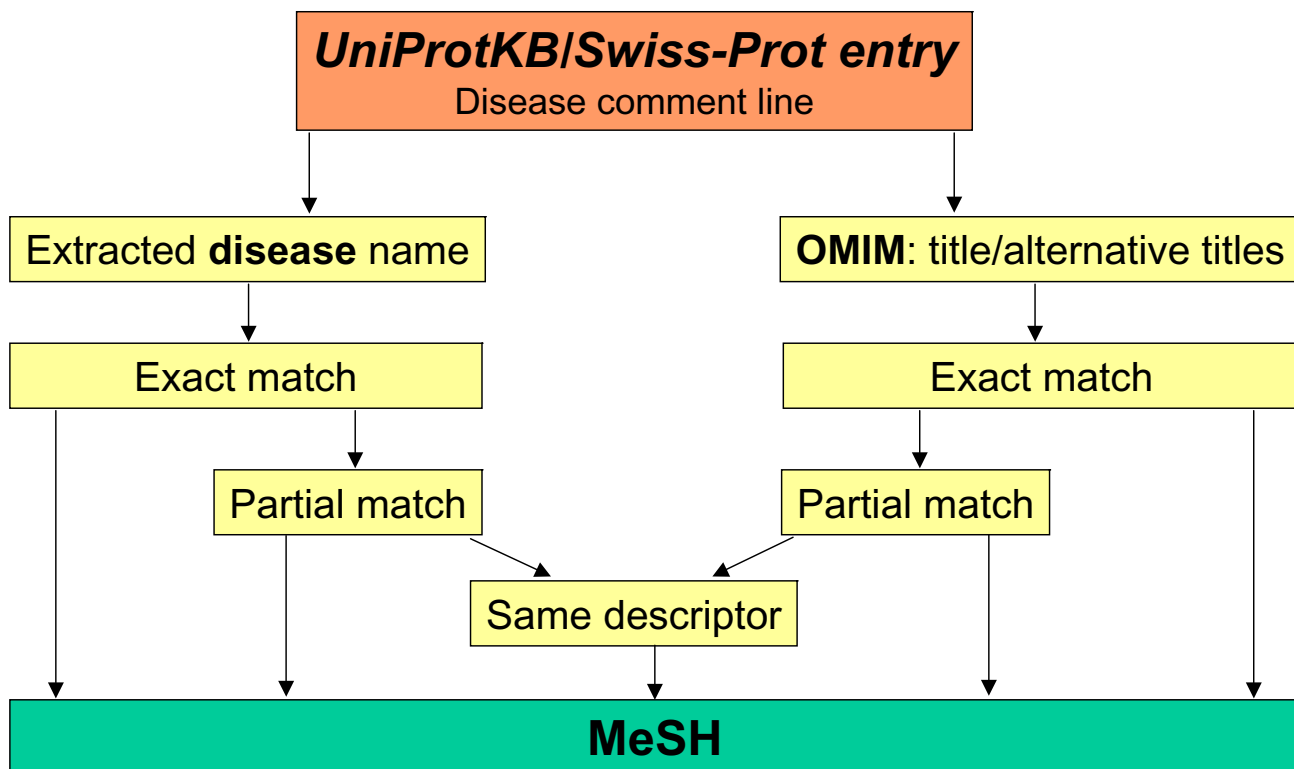 UniProtKB/Swiss-Prot entry
Disease comment line
Extracted disease name
OMIM: title/alternative titles
Exact match
Exact match
Partial match
Partial match
Same descriptor
MeSH